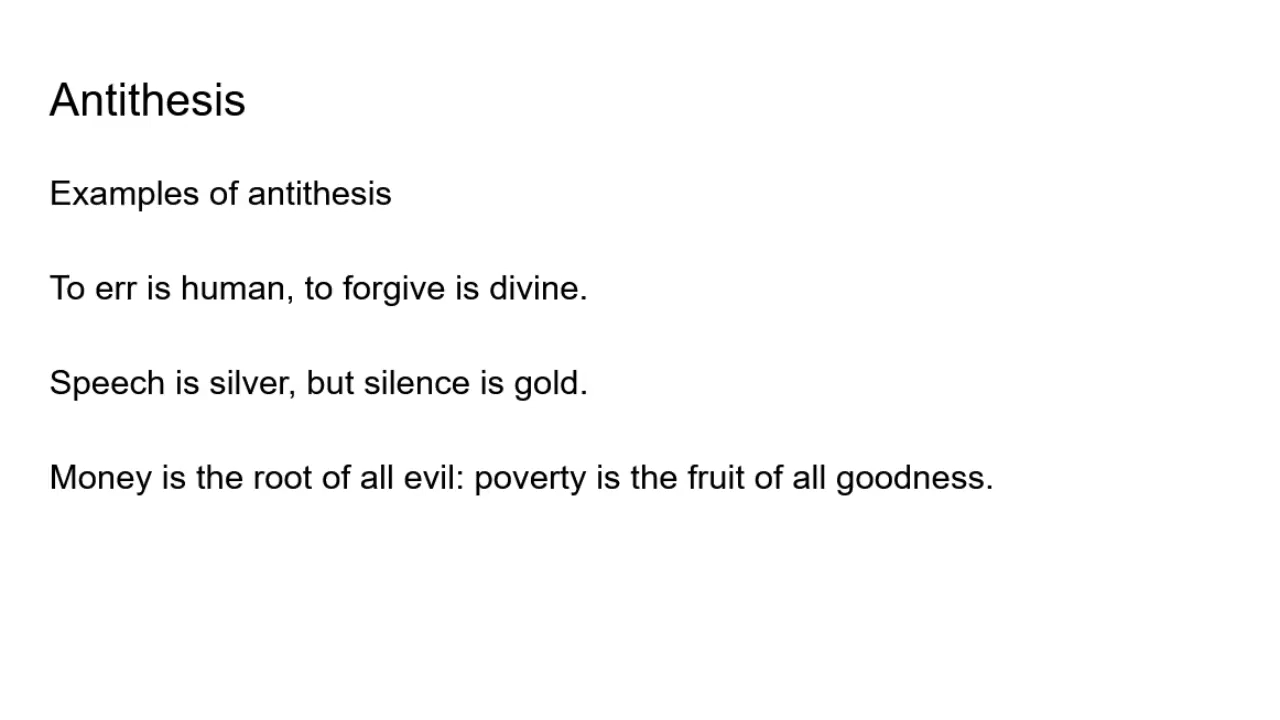 Antithesis
Examples of antithesis
To err is human, to forgive is divine.
Speech is silver, but silence is gold.
Money is the root of all evil: poverty is the fruit of all goodness.